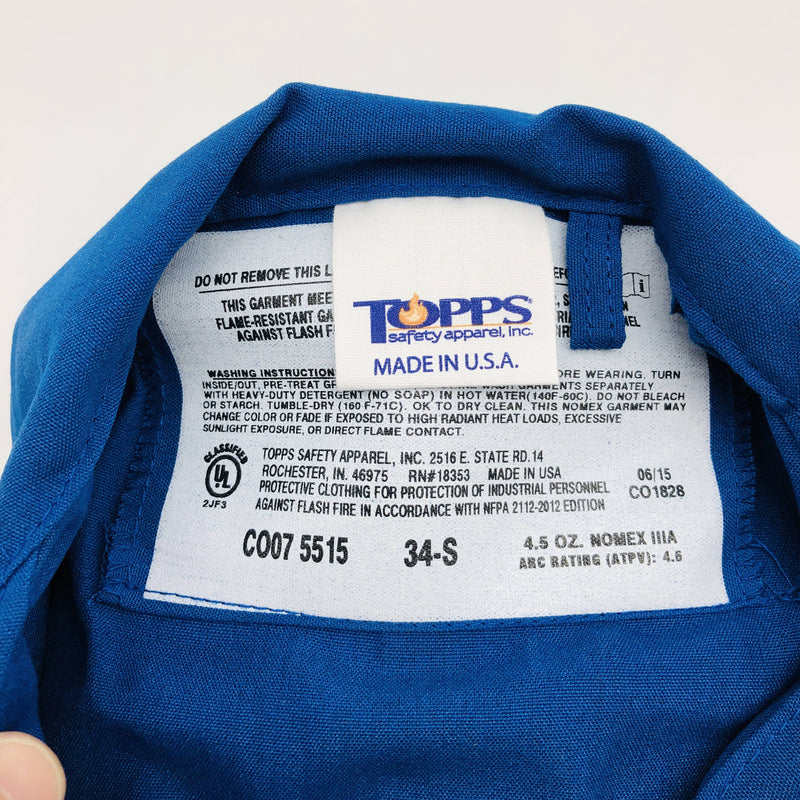 DO NOT REMOVE THIS
THIS GARMENT
FLAME-RESISTANT
AGAINST FLASH
TOPPS
safety apparel, Inc.
MADE IN U.S.A.
i
WASHING INSTRUCTION
BEFORE WEARING. TURN
INSIDE/OUT, PRE-TREAT
WASH GARMENTS SEPARATELY
WITH HEAVY-DUTY DETERGENT (NO SOAP) IN HOT WATER(140F-60C). DO NOT BLEACH
OR STARCH. TUMBLE-DRY (160 F-71C). OK TO DRY CLEAN. THIS NOMEX GARMENT MAY
CHANGE COLOR OR FADE IF EXPOSED TO HIGH RADIANT HEAT LOADS, EXCESSIVE
SUNLIGHT EXPOSURE, OR DIRECT FLAME CONTACT.
CLASSIFIED
UL
2JF3
TOPPS SAFETY APPAREL, INC. 2516 E. STATE RD.14
ROCHESTER, IN. 46975 RN#18353 MADE IN USA 06/15
PROTECTIVE CLOTHING FOR PROTECTION OF INDUSTRIAL PERSONNEL CO1828
AGAINST FLASH FIRE IN ACCORDANCE WITH NFPA 2112-2012 EDITION
CO07 5515 34-S 4.5 OZ. NOMEX IIIA
ARC RATING (ATPV): 4.6